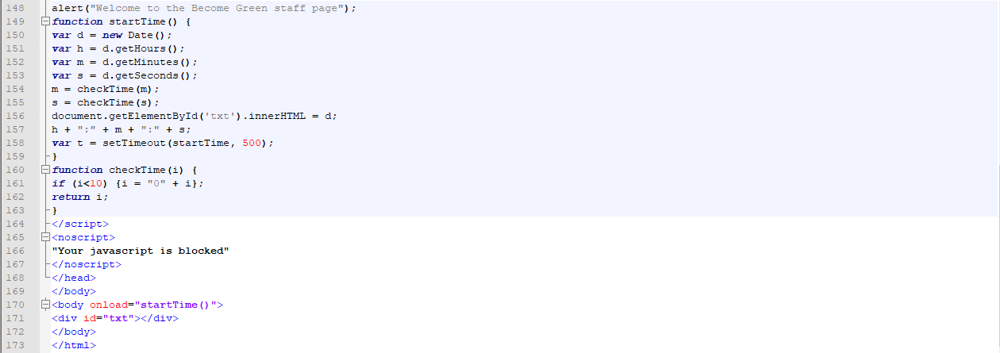 148 alert("Welcome to the Become Green staff page");
149 function startTime() {
150 var d = new Date();
151 var h = d.getHours();
152 var m = d.getMinutes();
153 var s = d.getSeconds();
154 m = checkTime(m);
155 s = checkTime(s);
156 document.getElementById('txt').innerHTML = d;
157 h + ":" + m + ":" + s;
158 var t = setTimeout(startTime, 500);
159 }
160 function checkTime(i) {
161 if (i<10) {i = "0" + i};
162 return i;
163 }
164 </script>
165 <noscript>
166 "Your javascript is blocked"
167 </noscript>
168 </head>
169 </body>
170 <body onload="startTime()">
171 <div id="txt"></div>
172 </body>
173 </html>